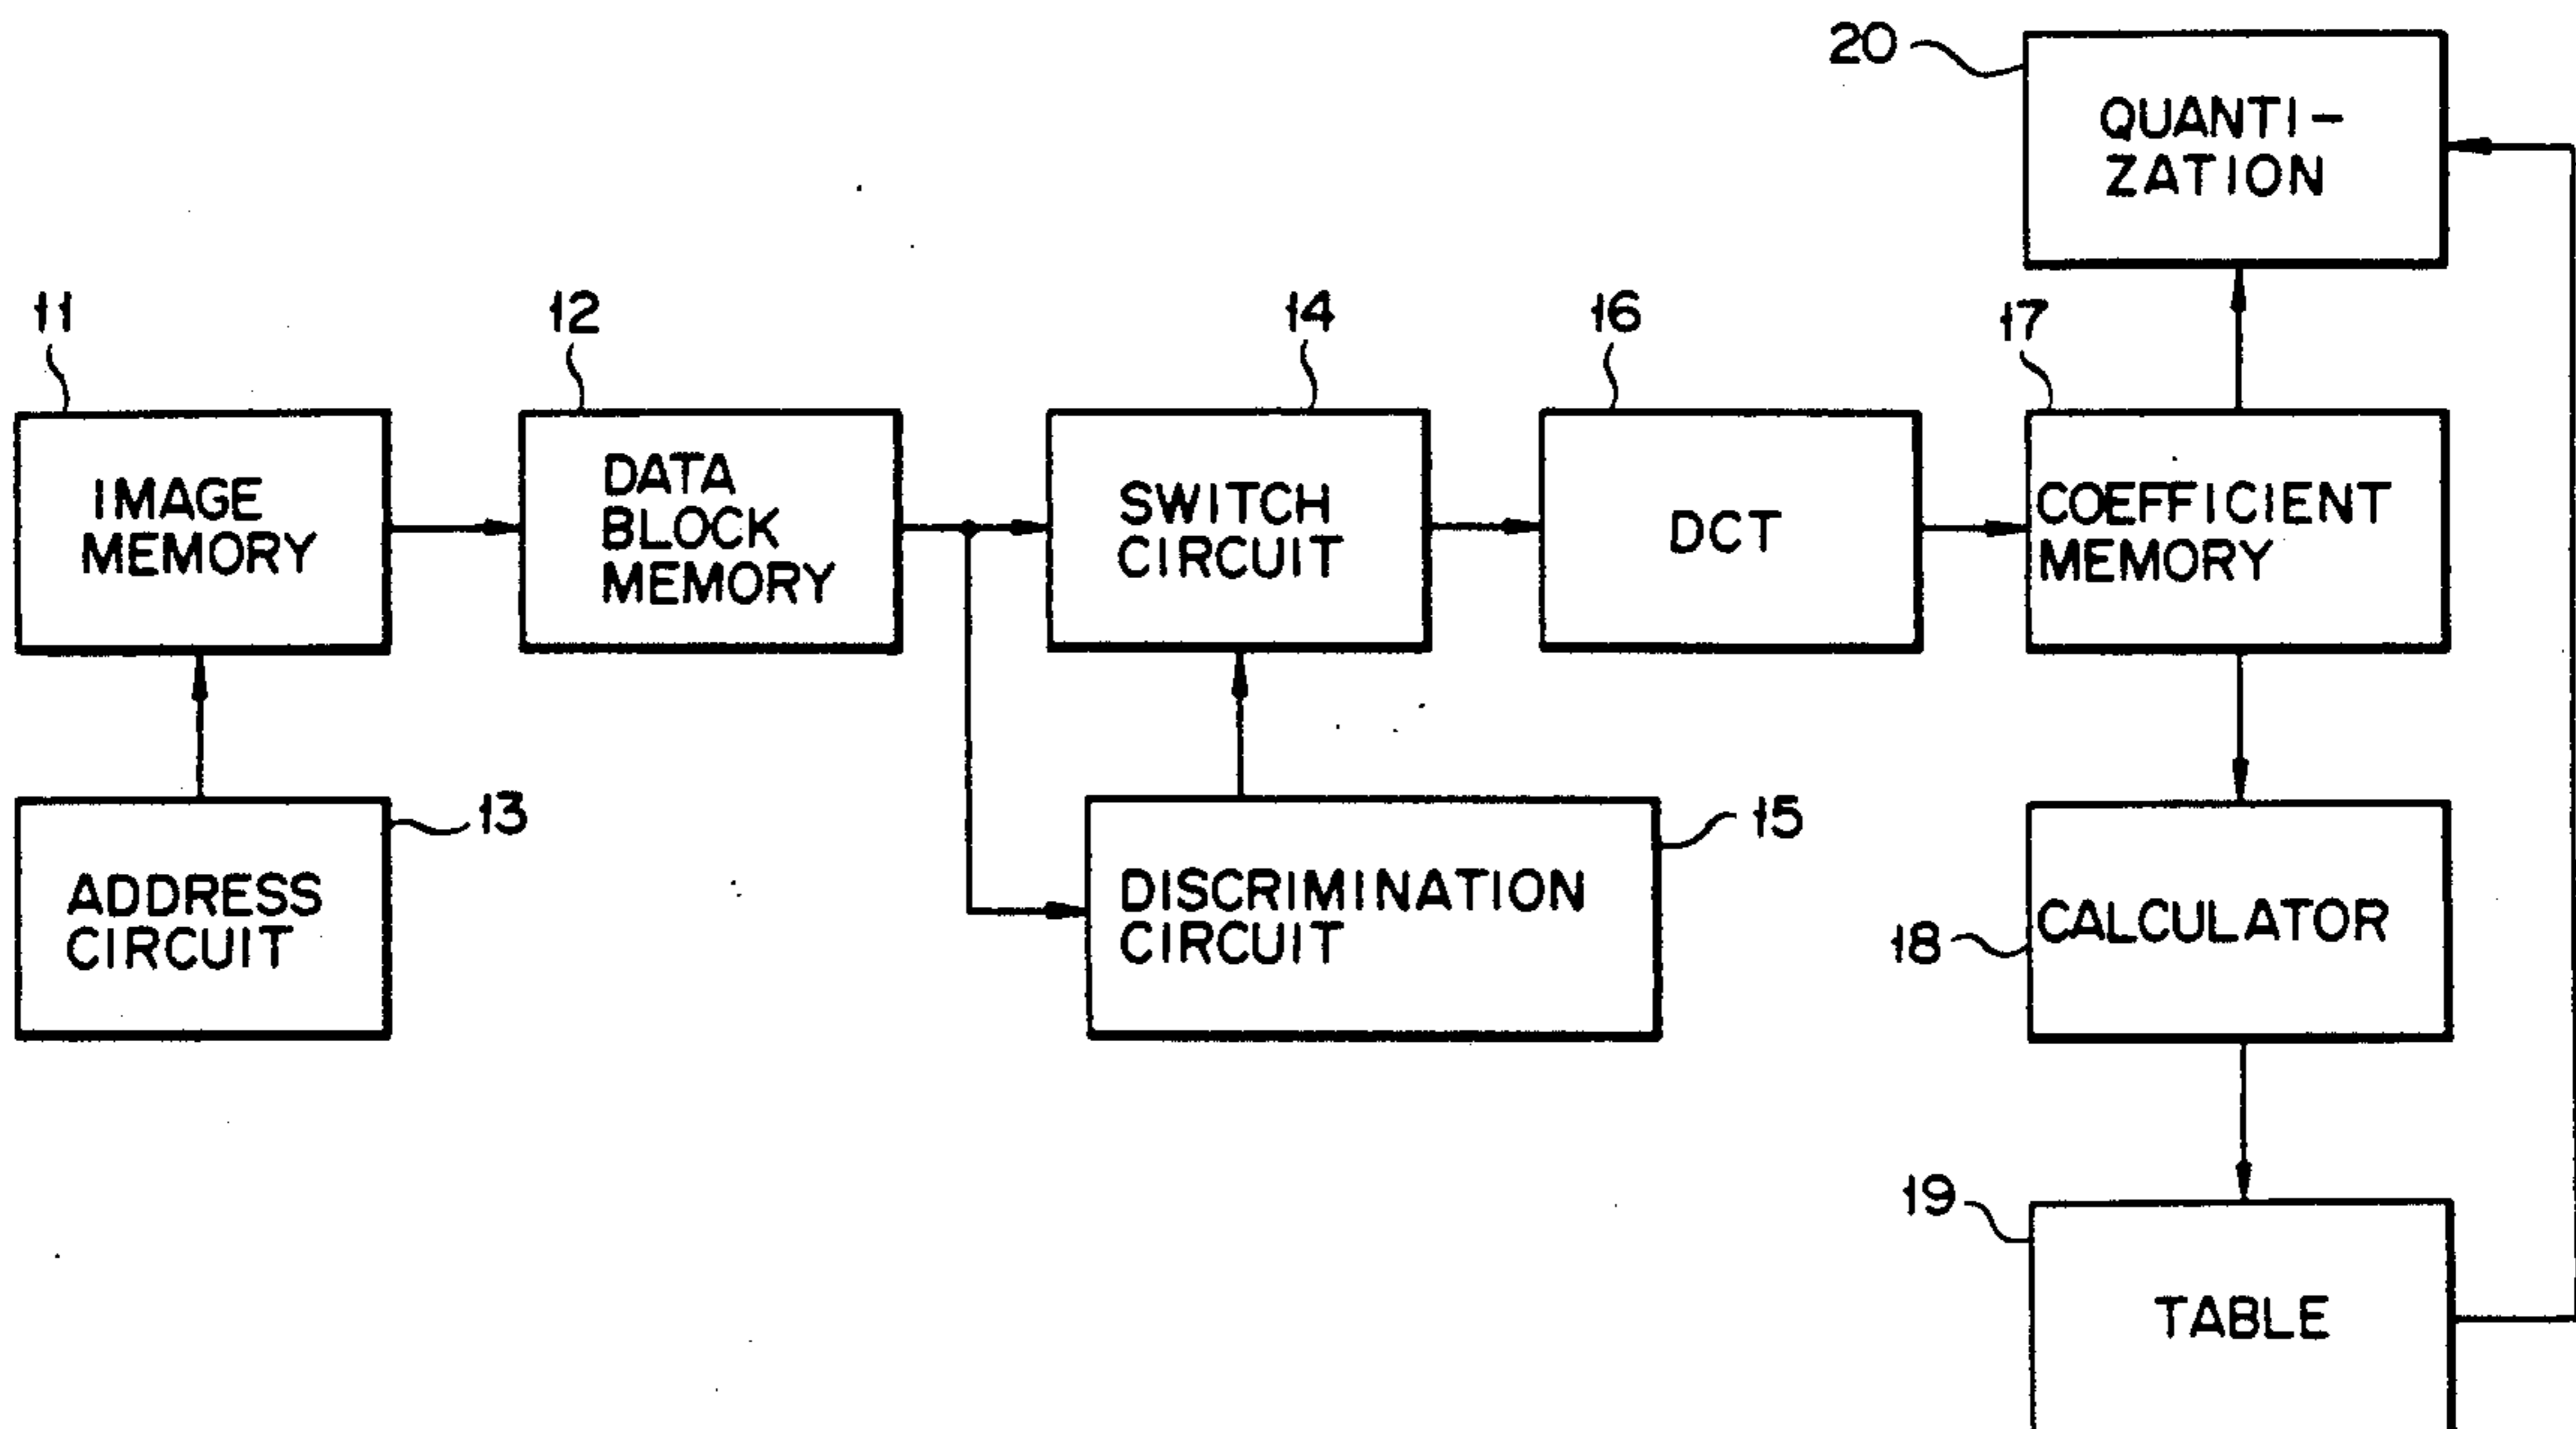 20
QUANTI-
ZATION
11
12
14
16
17
IMAGE
MEMORY
DATA
BLOCK
MEMORY
SWITCH
CIRCUIT
DCT
COEFFICIENT
MEMORY
13
ADDRESS
CIRCUIT
15
DISCRIMINATION
CIRCUIT
18
CALCULATOR
19
TABLE